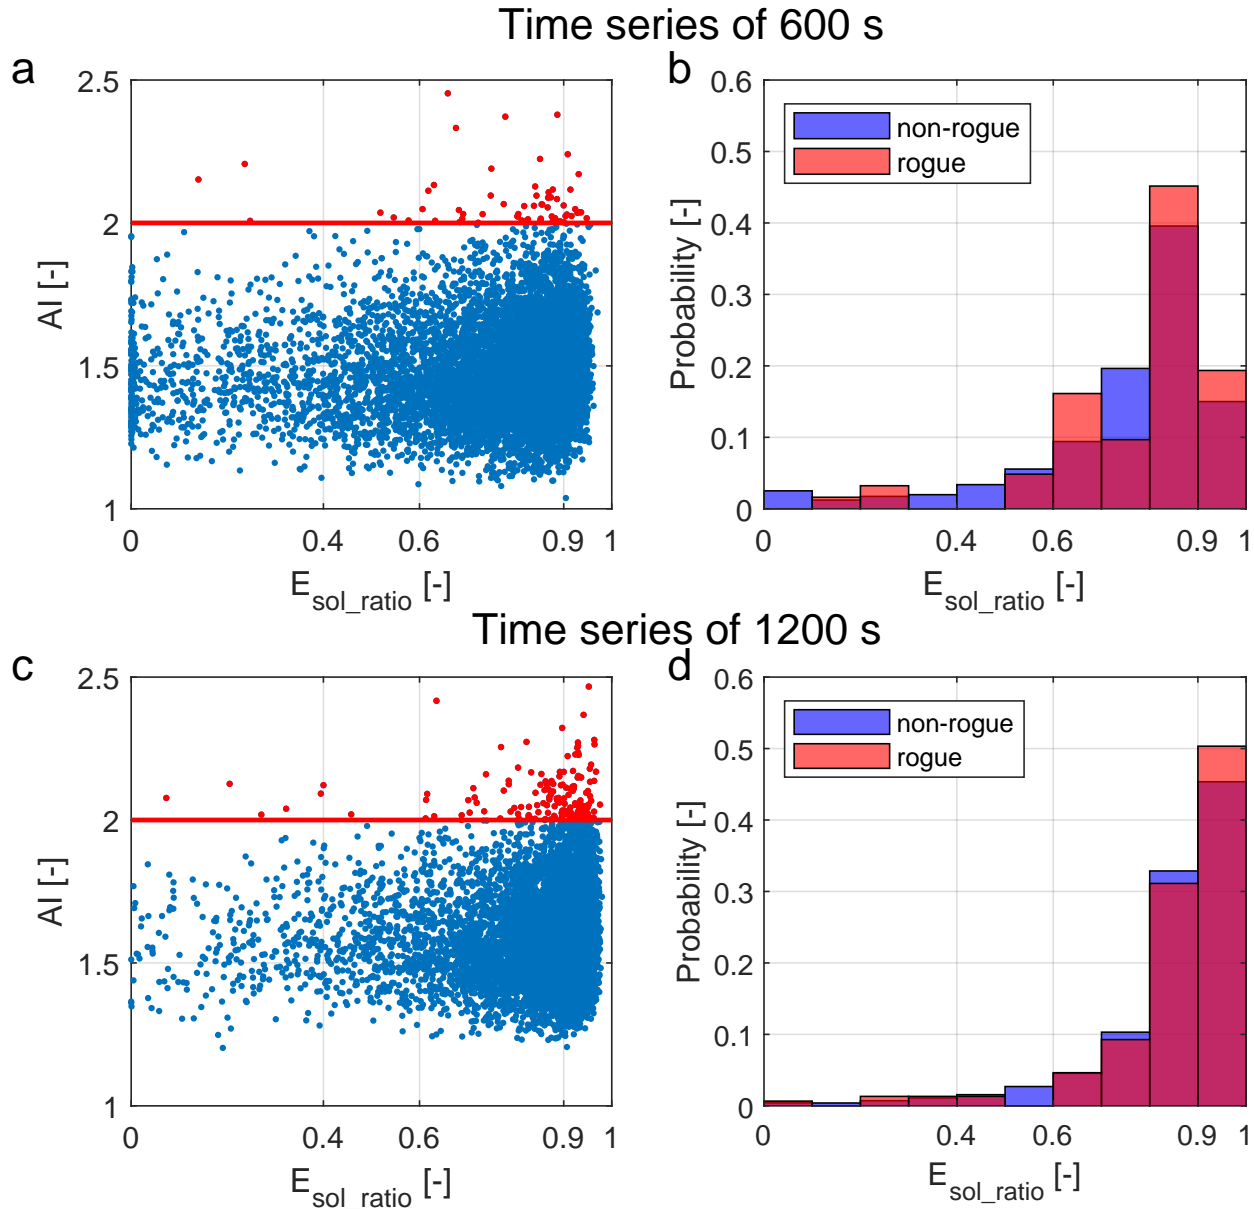 Time series of 600 s
a
2.5
2
1.5
1
AI [-]
0 0.4 0.6 0.9 1
E_sol_ratio [-]
b
0.6
0.5
0.4
0.3
0.2
0.1
0
Probability [-]
non-rogue
rogue
0 0.4 0.6 0.9 1
E_sol_ratio [-]
Time series of 1200 s
c
2.5
2
1.5
1
AI [-]
0 0.4 0.6 0.9 1
E_sol_ratio [-]
d
0.6
0.5
0.4
0.3
0.2
0.1
0
Probability [-]
non-rogue
rogue
0 0.4 0.6 0.9 1
E_sol_ratio [-]